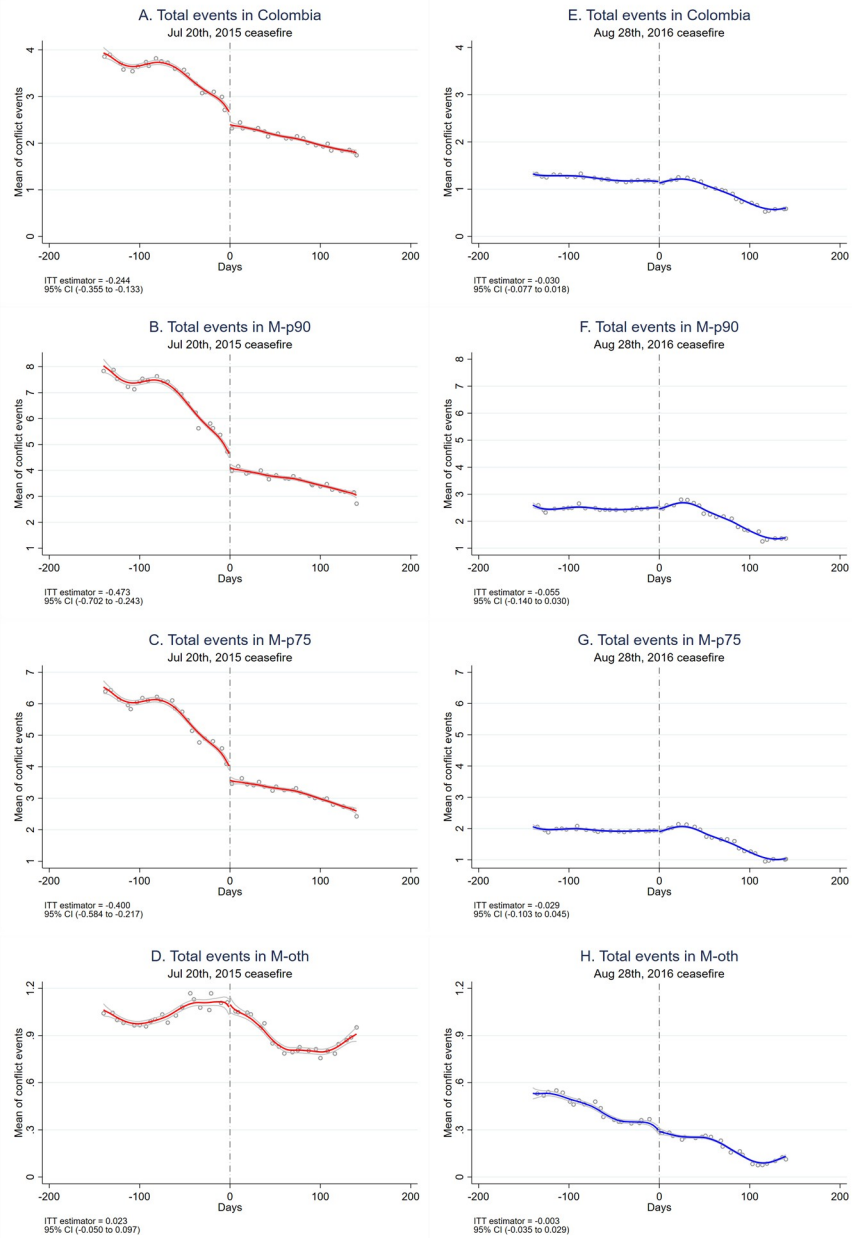 A. Total events in Colombia
Jul 20th, 2015 ceasefire
Mean of conflict events
4
3
2
1
0
-200 -100 0 100 200
Days
ITT estimator = -0.244
95% CI (-0.355 to -0.133)
E. Total events in Colombia
Aug 28th, 2016 ceasefire
Mean of conflict events
4
3
2
1
0
-200 -100 0 100 200
Days
ITT estimator = -0.030
95% CI (-0.077 to 0.018)
B. Total events in M-p90
Jul 20th, 2015 ceasefire
Mean of conflict events
8
7
6
5
4
3
2
1
-200 -100 0 100 200
Days
ITT estimator = -0.473
95% CI (-0.702 to -0.243)
F. Total events in M-p90
Aug 28th, 2016 ceasefire
Mean of conflict events
8
7
6
5
4
3
2
1
-200 -100 0 100 200
Days
ITT estimator = -0.055
95% CI (-0.140 to 0.030)
C. Total events in M-p75
Jul 20th, 2015 ceasefire
Mean of conflict events
7
6
5
4
3
2
1
-200 -100 0 100 200
Days
ITT estimator = -0.400
95% CI (-0.584 to -0.217)
G. Total events in M-p75
Aug 28th, 2016 ceasefire
Mean of conflict events
7
6
5
4
3
2
1
-200 -100 0 100 200
Days
ITT estimator = -0.029
95% CI (-0.103 to 0.045)
D. Total events in M-oth
Jul 20th, 2015 ceasefire
Mean of conflict events
1.2
.9
.6
.3
0
-200 -100 0 100 200
Days
ITT estimator = 0.023
95% CI (-0.050 to 0.097)
H. Total events in M-oth
Aug 28th, 2016 ceasefire
Mean of conflict events
1.2
.9
.6
.3
0
-200 -100 0 100 200
Days
ITT estimator = -0.003
95% CI (-0.035 to 0.029)